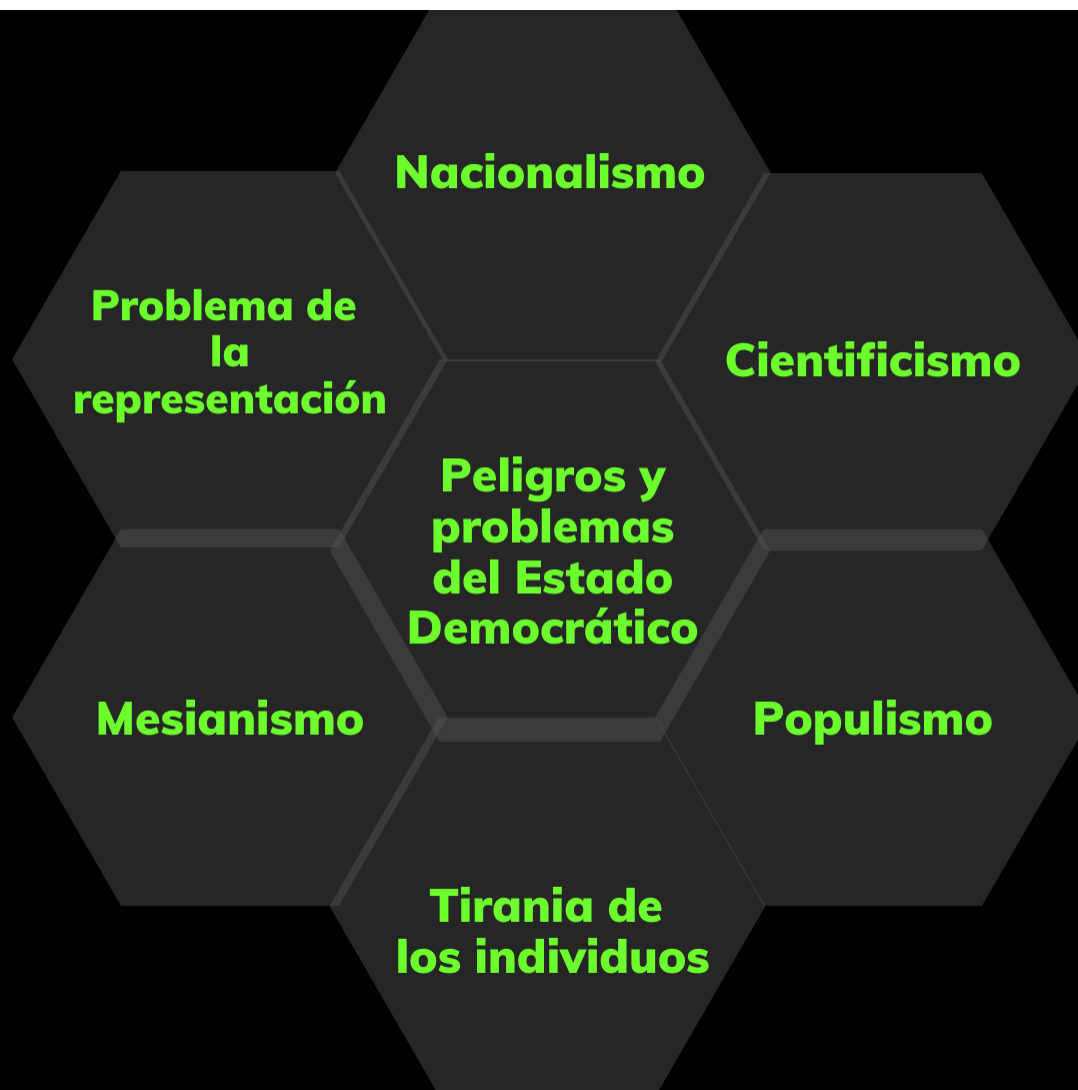 Nacionalismo
Problema de
la
representación
Cientificismo
Peligros y
problemas
del Estado
Democrático
Mesianismo
Populismo
Tirania de
los individuos